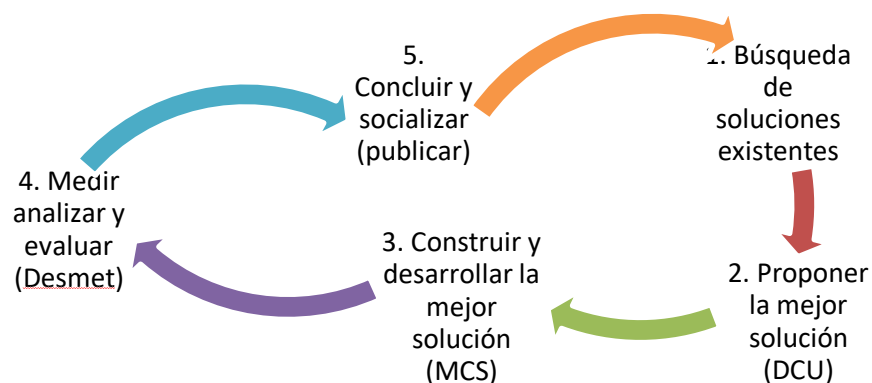 1. Búsqueda
de
soluciones
existentes
2. Proponer
la mejor
solución
(DCU)
3. Construir y
desarrollar la
mejor
solución
(MCS)
4. Medir
analizar y
evaluar
(Desmet)
5.
Concluir y
socializar
(publicar)